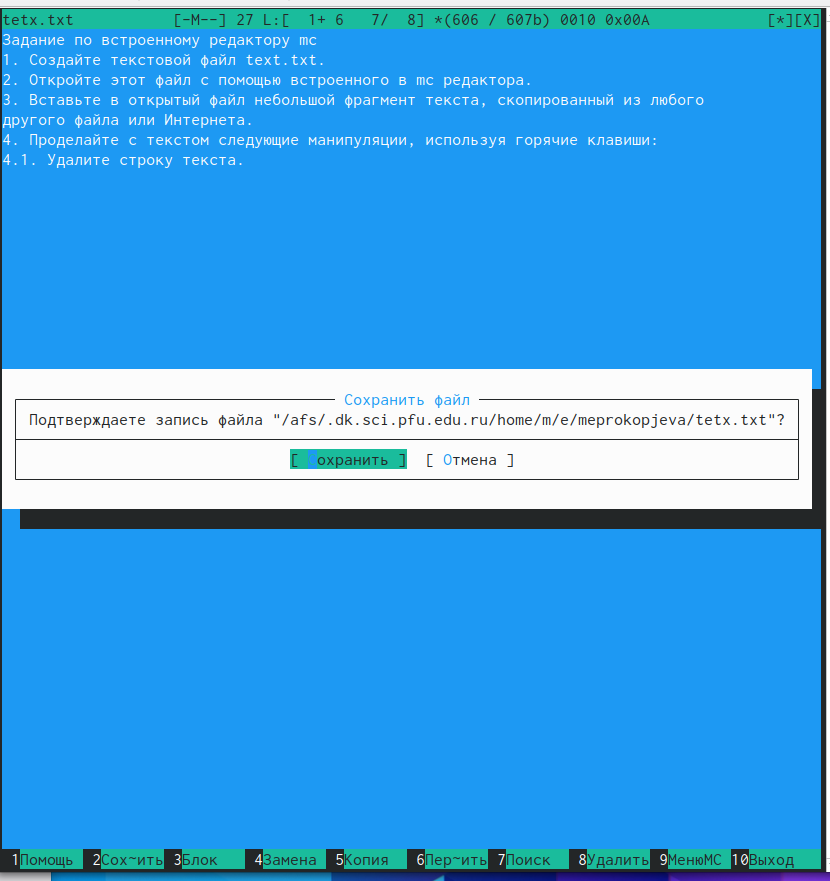 tetx.txt [-M--] 27 L:[ 1+ 6 7/ 8] *(606 / 607b) 0010 0x00A [*][X]
Задание по встроенному редактору mc
1. Создайте текстовой файл text.txt.
2. Откройте этот файл с помощью встроенного в mc редактора.
3. Вставьте в открытый файл небольшой фрагмент текста, скопированный из любого
другого файла или Интернета.
4. Проделайте с текстом следующие манипуляции, используя горячие клавиши:
4.1. Удалите строку текста.
Сохранить файл
Подтверждаете запись файла "/afs/.dk.sci.pfu.edu.ru/home/m/e/meprokopjeva/tetx.txt"?
[ Сохранить ] [ Отмена ]
1Помощь 2Сох~ить 3Блок 4Замена 5Копия 6Пер~ить 7Поиск 8Удалить 9МенюMC 10Выход